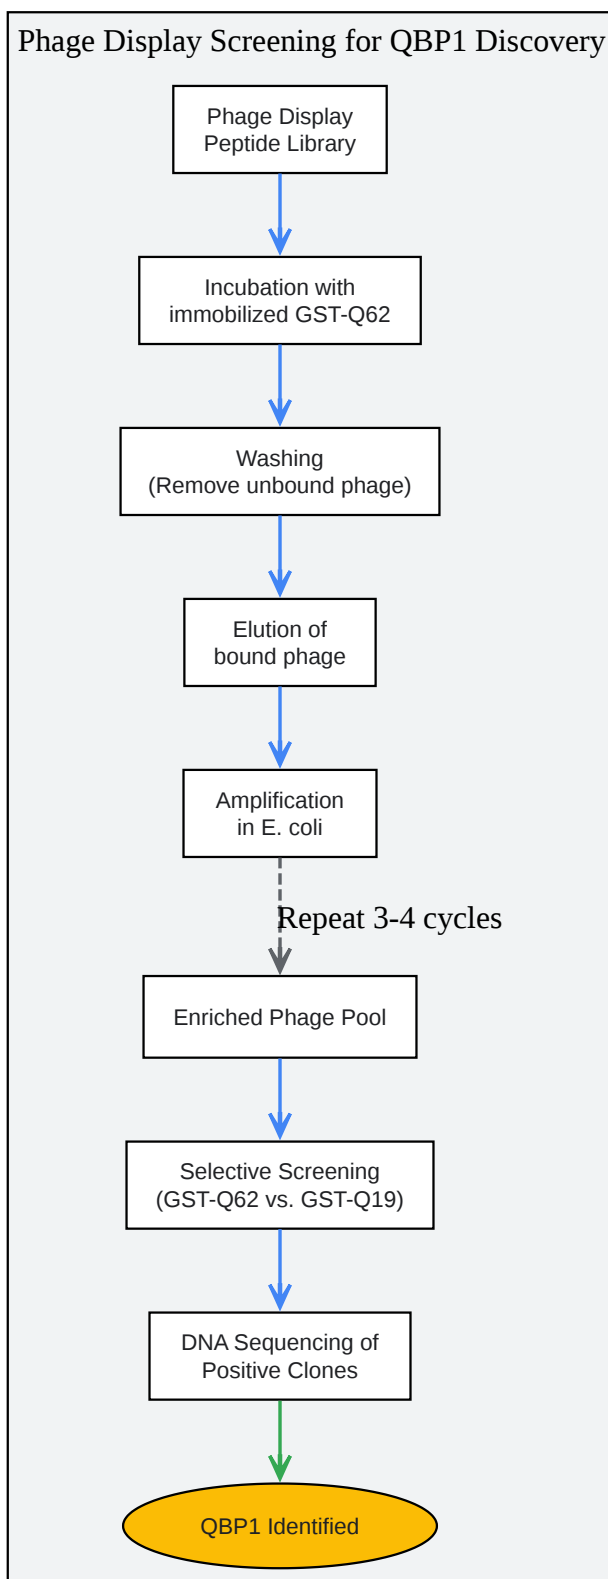 Phage Display Screening for QBP1 Discovery
Phage Display
Peptide Library
Incubation with
immobilized GST-Q62
Washing
(Remove unbound phage)
Elution of
bound phage
Amplification
in E. coli
Repeat 3-4 cycles
Enriched Phage Pool
Selective Screening
(GST-Q62 vs. GST-Q19)
DNA Sequencing of
Positive Clones
QBP1 Identified